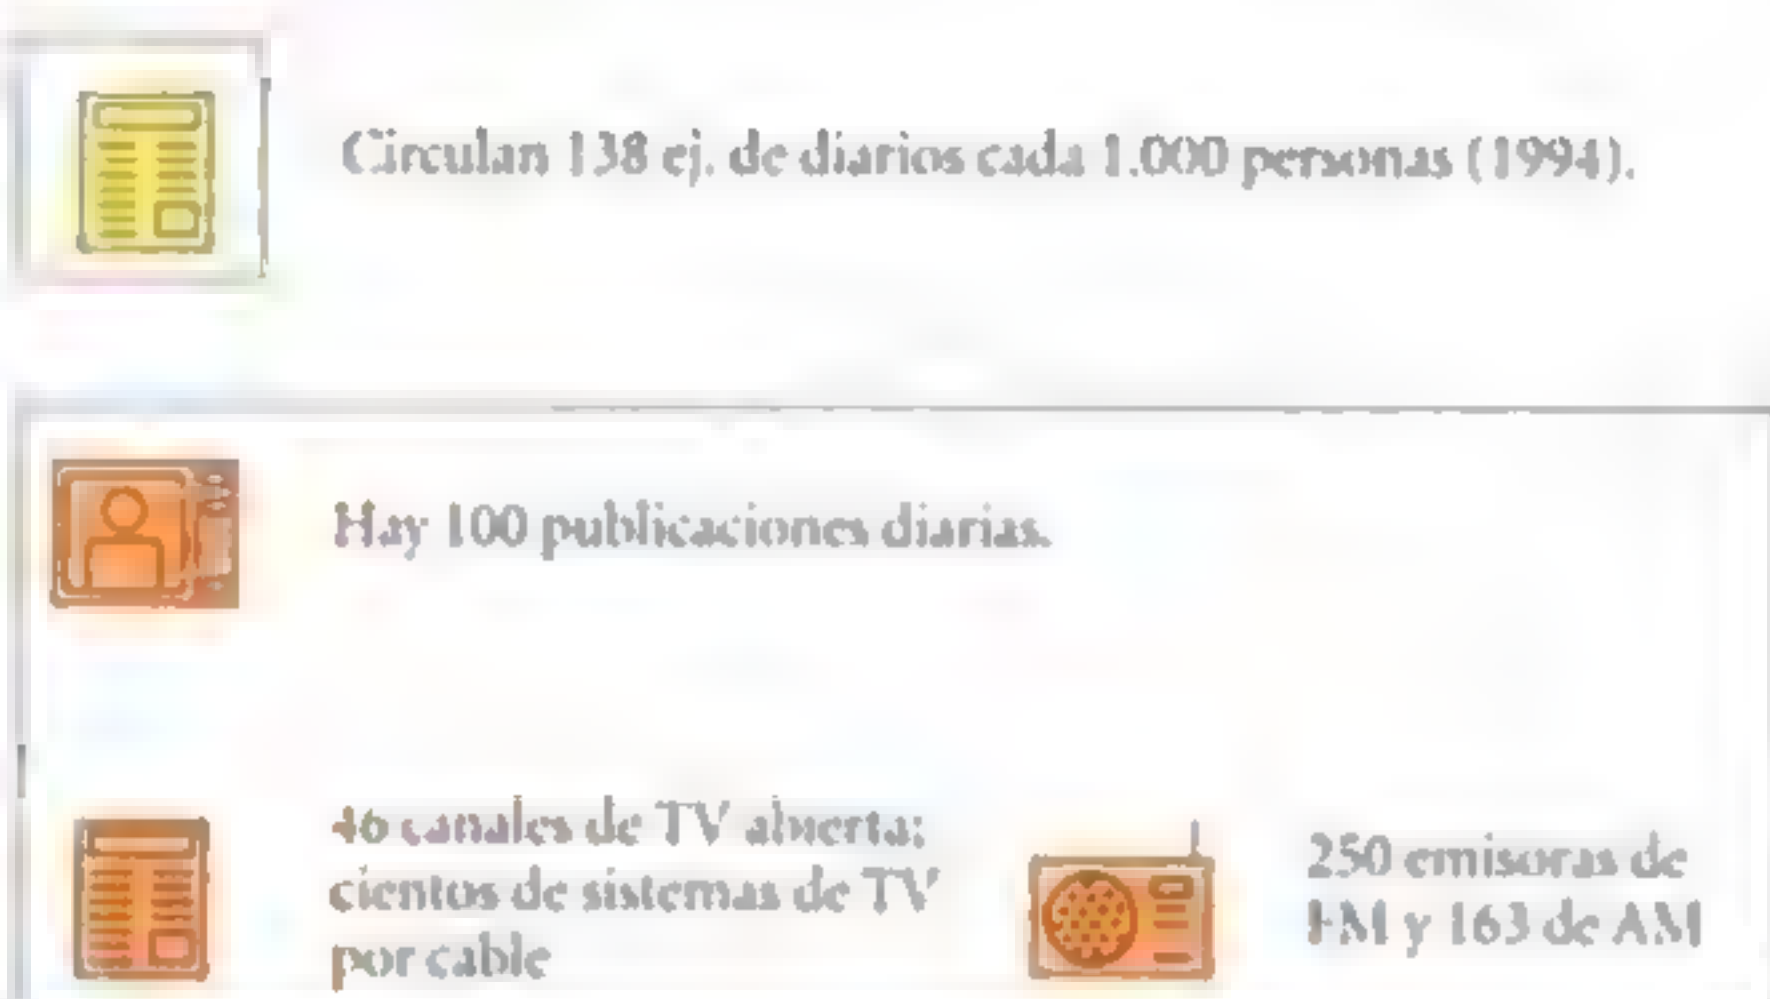 Circulan 138 ej. de diarios cada 1.000 personas (1994).
Hay 100 publicaciones diarias.
46 canales de TV abierta;
cientos de sistemas de TV
por cable
250 emisoras de
FM y 163 de AM